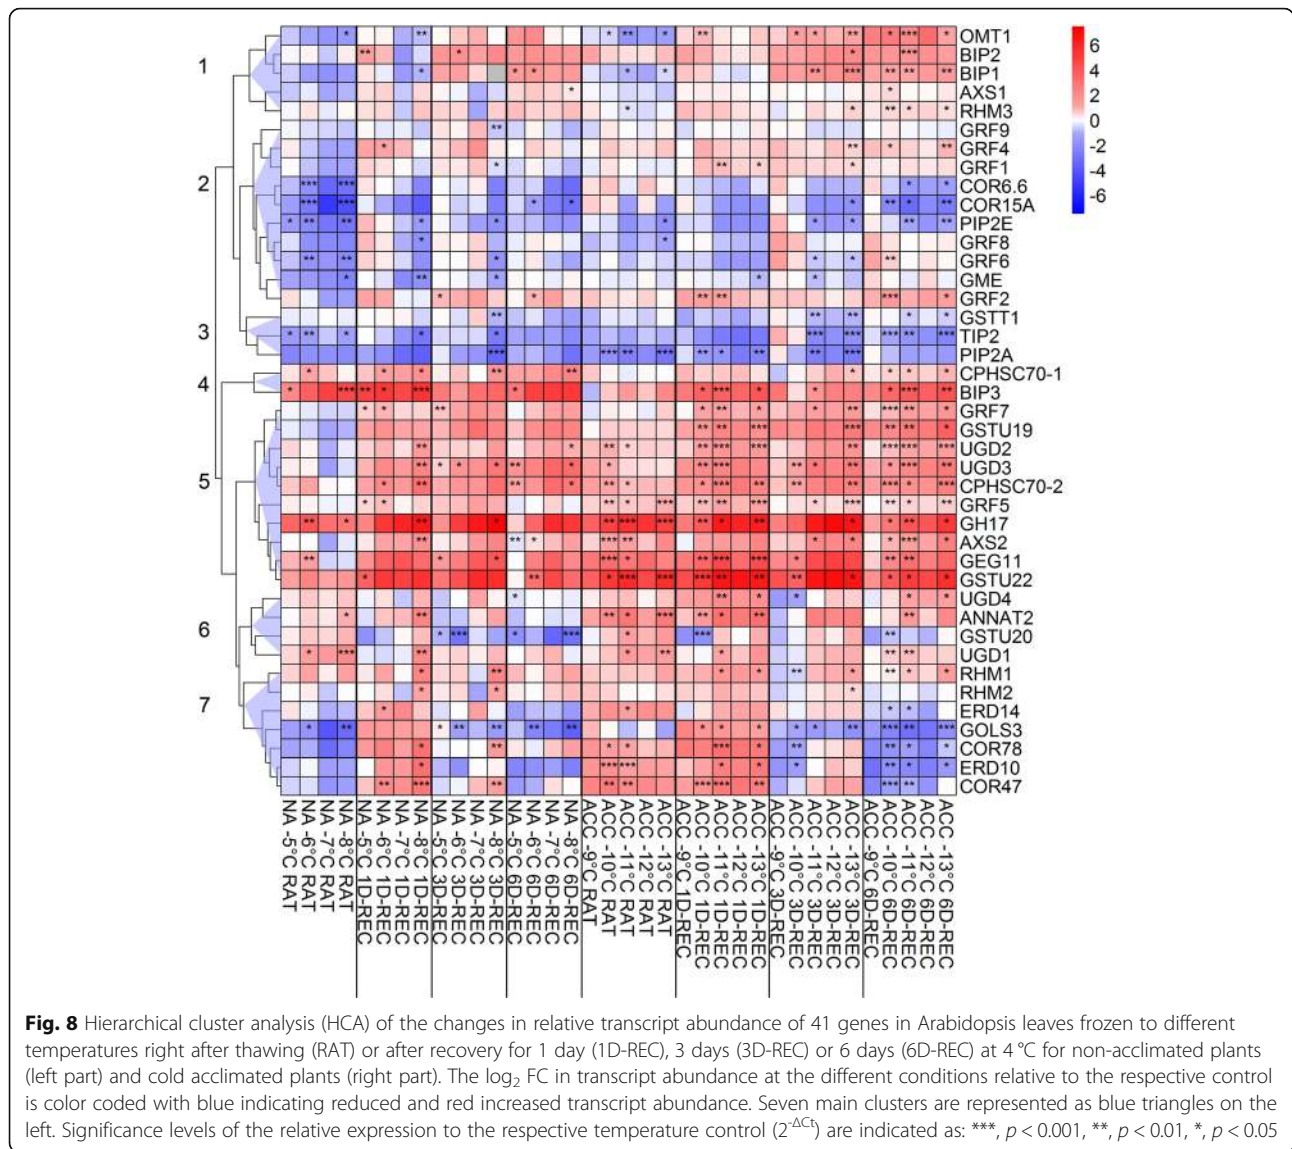 1
2
3
4
5
6
7
OMT1
BIP2
BIP1
AXS1
RHM3
GRF9
GRF4
GRF1
COR6.6
COR15A
PIP2E
GRF8
GRF6
GME
GRF2
GSTT1
TIP2
PIP2A
CPHSC70-1
BIP3
GRF7
GSTU19
UGD2
UGD3
CPHSC70-2
GRF5
GH17
AXS2
GEG11
GSTU22
UGD4
ANNAT2
GSTU20
UGD1
RHM1
RHM2
ERD14
GOLS3
COR78
ERD10
COR47
6
4
2
0
-2
-4
-6
NA -5°C RAT
NA -6°C RAT
NA -7°C RAT
NA -8°C RAT
NA -5°C 1D-REC
NA -6°C 1D-REC
NA -7°C 1D-REC
NA -8°C 1D-REC
NA -5°C 3D-REC
NA -6°C 3D-REC
NA -7°C 3D-REC
NA -8°C 3D-REC
NA -5°C 6D-REC
NA -6°C 6D-REC
NA -7°C 6D-REC
NA -8°C 6D-REC
ACC -9°C RAT
ACC -10°C RAT
ACC -11°C RAT
ACC -12°C RAT
ACC -13°C RAT
ACC -9°C 1D-REC
ACC -10°C 1D-REC
ACC -11°C 1D-REC
ACC -12°C 1D-REC
ACC -13°C 1D-REC
ACC -9°C 3D-REC
ACC -10°C 3D-REC
ACC -11°C 3D-REC
ACC -12°C 3D-REC
ACC -13°C 3D-REC
ACC -9°C 6D-REC
ACC -10°C 6D-REC
ACC -11°C 6D-REC
ACC -12°C 6D-REC
ACC -13°C 6D-REC
Fig. 8 Hierarchical cluster analysis (HCA) of the changes in relative transcript abundance of 41 genes in Arabidopsis leaves frozen to different
temperatures right after thawing (RAT) or after recovery for 1 day (1D-REC), 3 days (3D-REC) or 6 days (6D-REC) at 4 °C for non-acclimated plants
(left part) and cold acclimated plants (right part). The log₂ FC in transcript abundance at the different conditions relative to the respective control
is color coded with blue indicating reduced and red increased transcript abundance. Seven main clusters are represented as blue triangles on the
left. Significance levels of the relative expression to the respective temperature control (2^-ΔCt) are indicated as: ***, p < 0.001, **, p < 0.01, *, p < 0.05